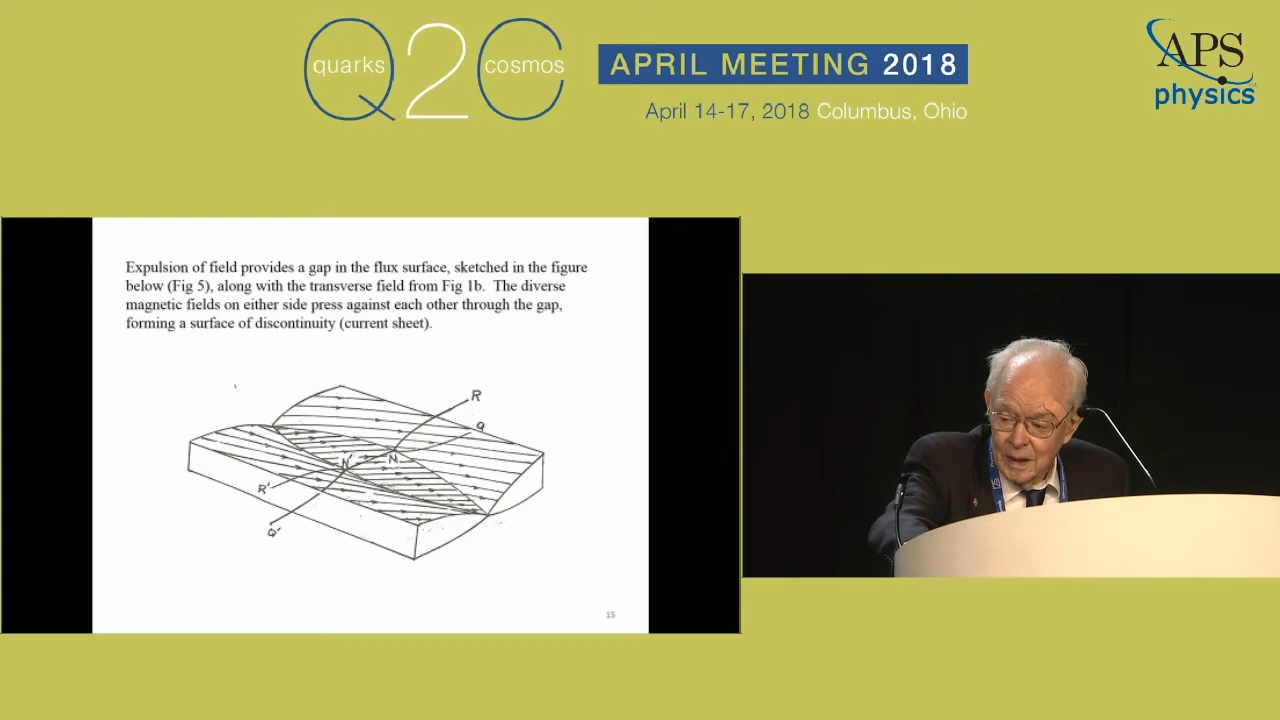 quarks Q2C cosmos
APRIL MEETING 2018
April 14-17, 2018 Columbus, Ohio
APS
physics
Expulsion of field provides a gap in the flux surface, sketched in the figure
below (Fig 5), along with the transverse field from Fig 1b. The diverse
magnetic fields on either side press against each other through the gap,
forming a surface of discontinuity (current sheet).
R
Q
N' N
R'
Q'
15